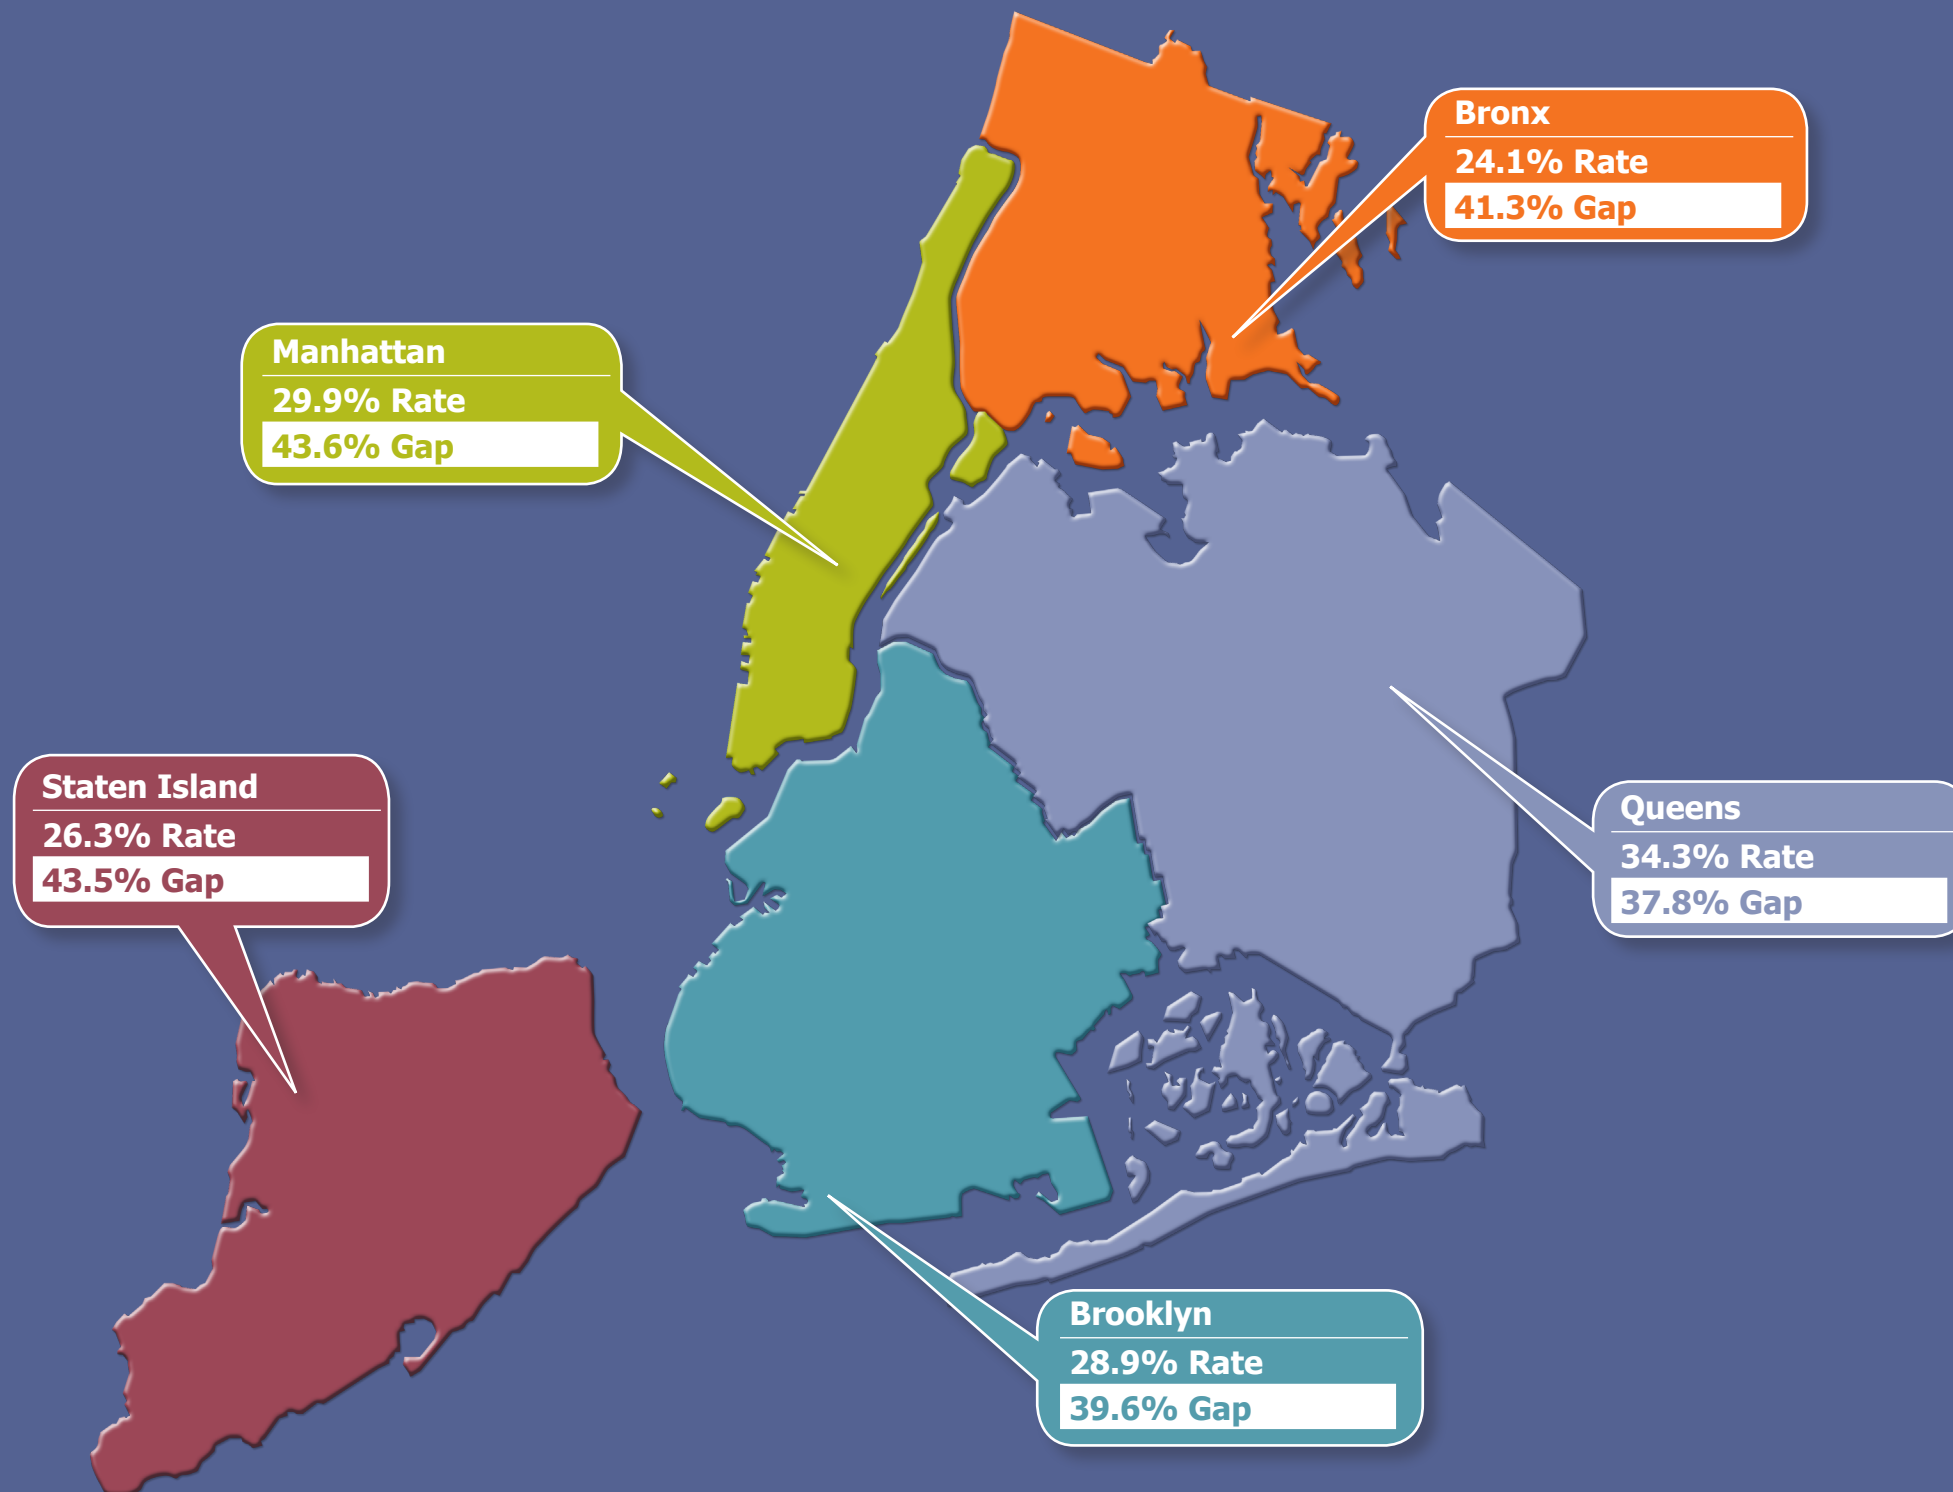 Bronx
24.1% Rate
41.3% Gap
Manhattan
29.9% Rate
43.6% Gap
Staten Island
26.3% Rate
43.5% Gap
Queens
34.3% Rate
37.8% Gap
Brooklyn
28.9% Rate
39.6% Gap